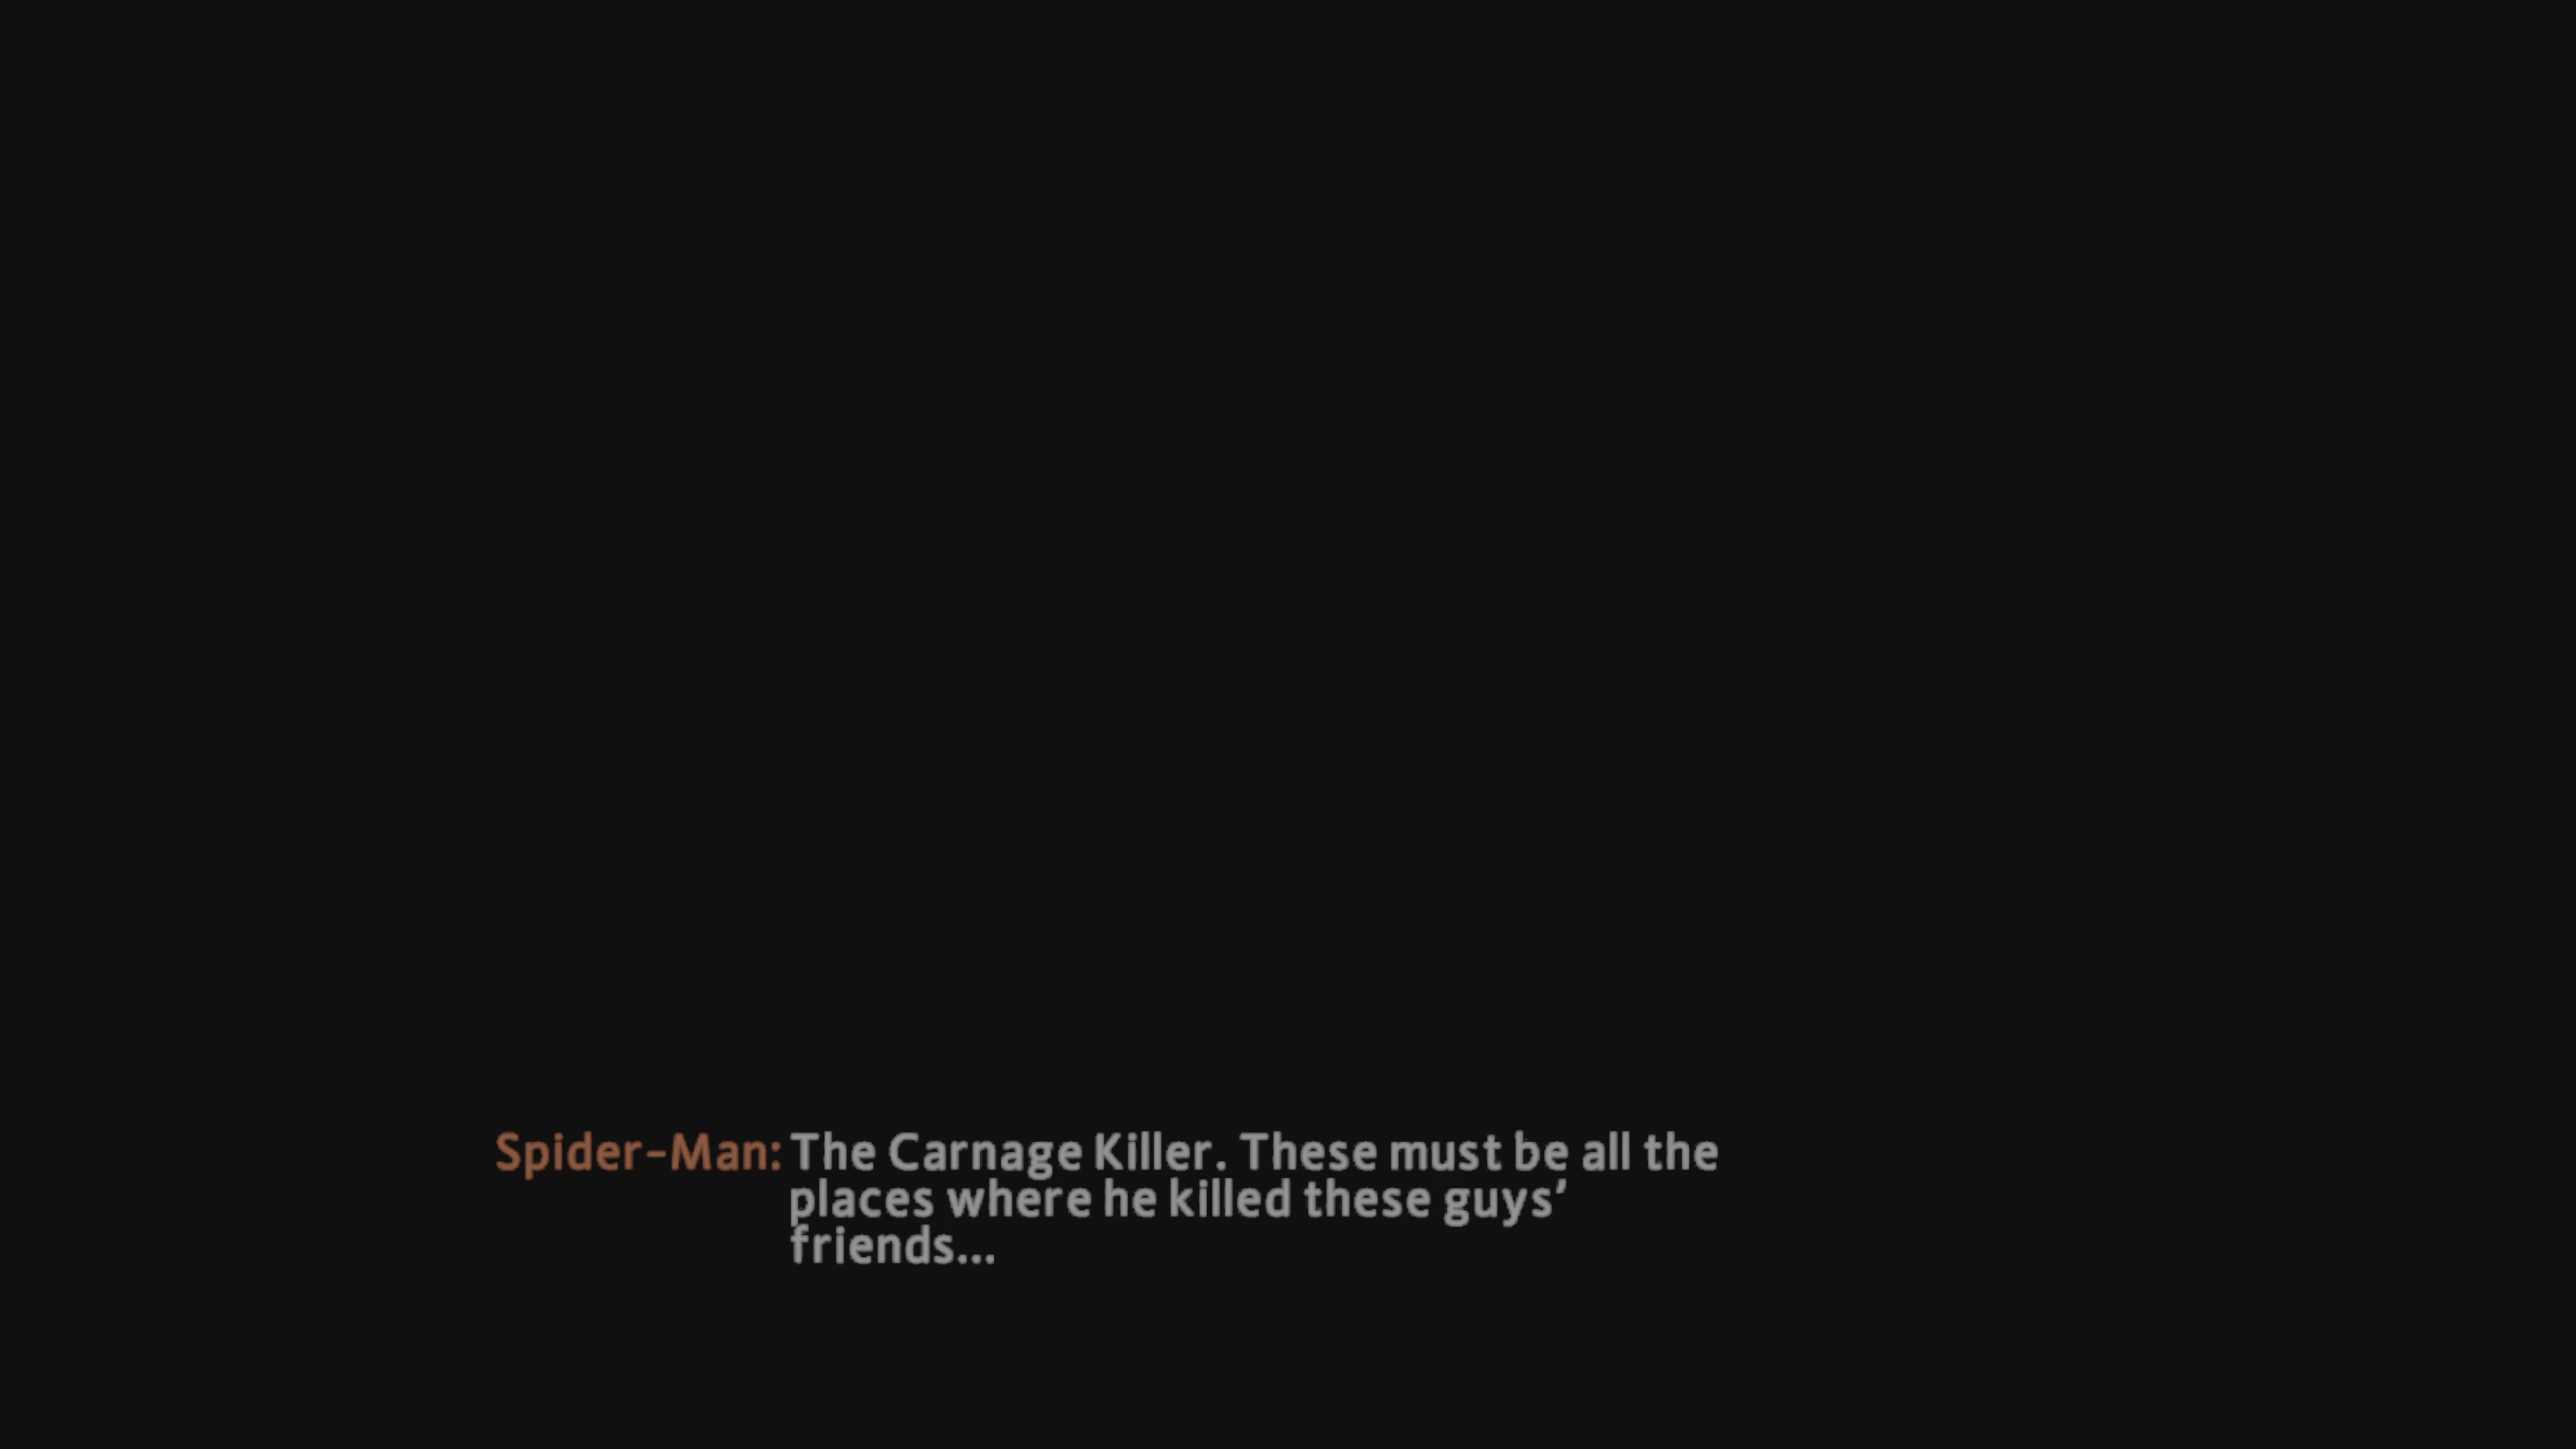 Spider-Man: The Carnage Killer. These must be all the
places where he killed these guys'
friends...